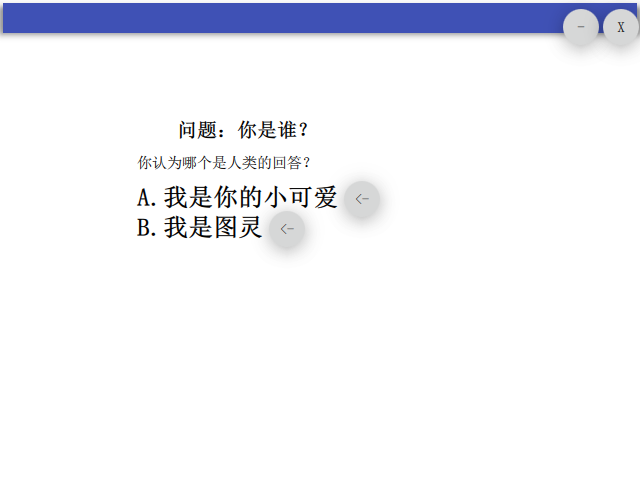 － X
问题：你是谁？
你认为哪个是人类的回答？
A.我是你的小可爱 <-
B.我是图灵 <-